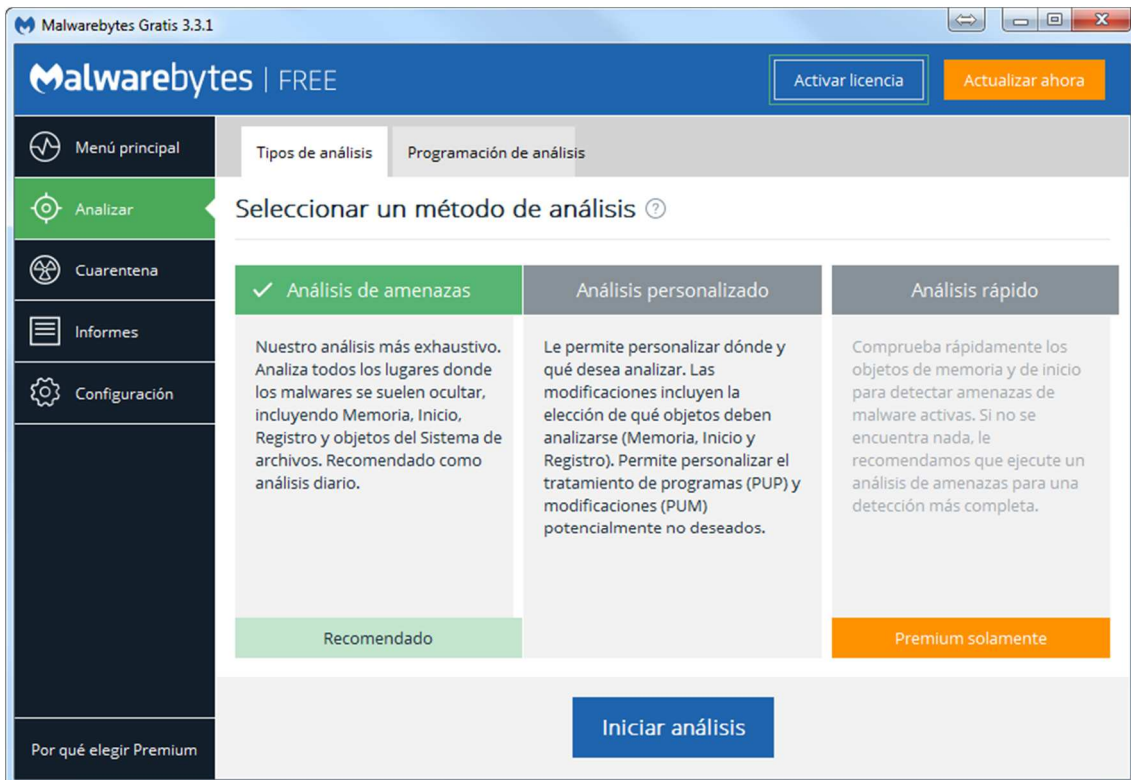 Malwarebytes Gratis 3.3.1
Malwarebytes | FREE
Activar licencia
Actualizar ahora
Menú principal
Analizar
Cuarentena
Informes
Configuración
Por qué elegir Premium
Tipos de análisis
Programación de análisis
Seleccionar un método de análisis ?
Análisis de amenazas
Nuestro análisis más exhaustivo.
Analiza todos los lugares donde
los malwares se suelen ocultar,
incluyendo Memoria, Inicio,
Registro y objetos del Sistema de
archivos. Recomendado como
análisis diario.
Recomendado
Análisis personalizado
Le permite personalizar dónde y
qué desea analizar. Las
modificaciones incluyen la
elección de qué objetos deben
analizarse (Memoria, Inicio y
Registro). Permite personalizar el
tratamiento de programas (PUP) y
modificaciones (PUM)
potencialmente no deseados.
Análisis rápido
Comprueba rápidamente los
objetos de memoria y de inicio
para detectar amenazas de
malware activas. Si no se
encuentra nada, le
recomendamos que ejecute un
análisis de amenazas para una
detección más completa.
Premium solamente
Iniciar análisis